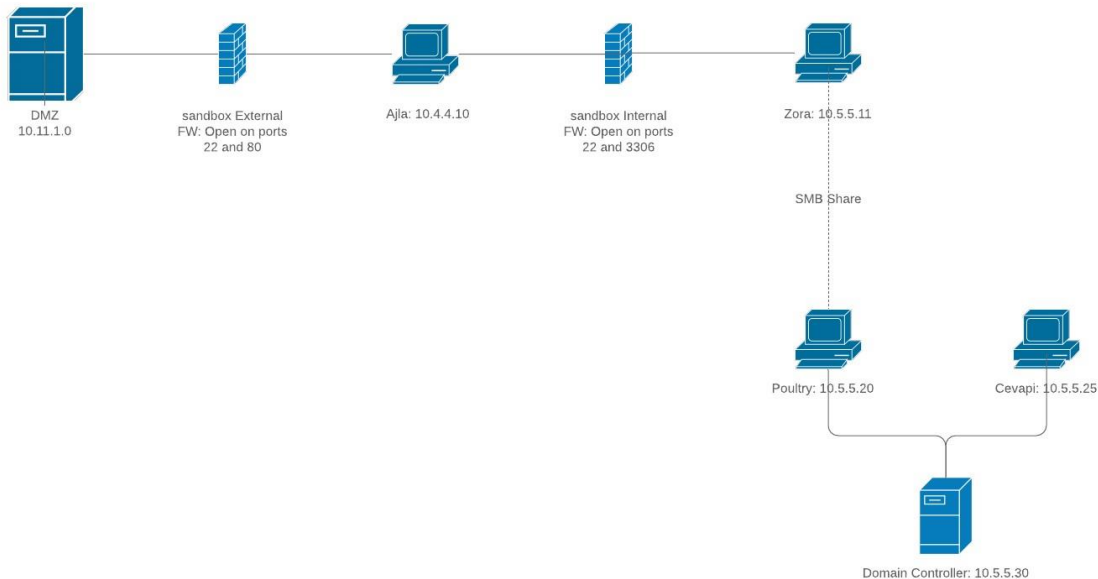 DMZ
10.11.1.0
sandbox External
FW: Open on ports
22 and 80
Ajla: 10.4.4.10
sandbox Internal
FW: Open on ports
22 and 3306
Zora: 10.5.5.11
SMB Share
Poultry: 10.5.5.20
Cevapi: 10.5.5.25
Domain Controller: 10.5.5.30